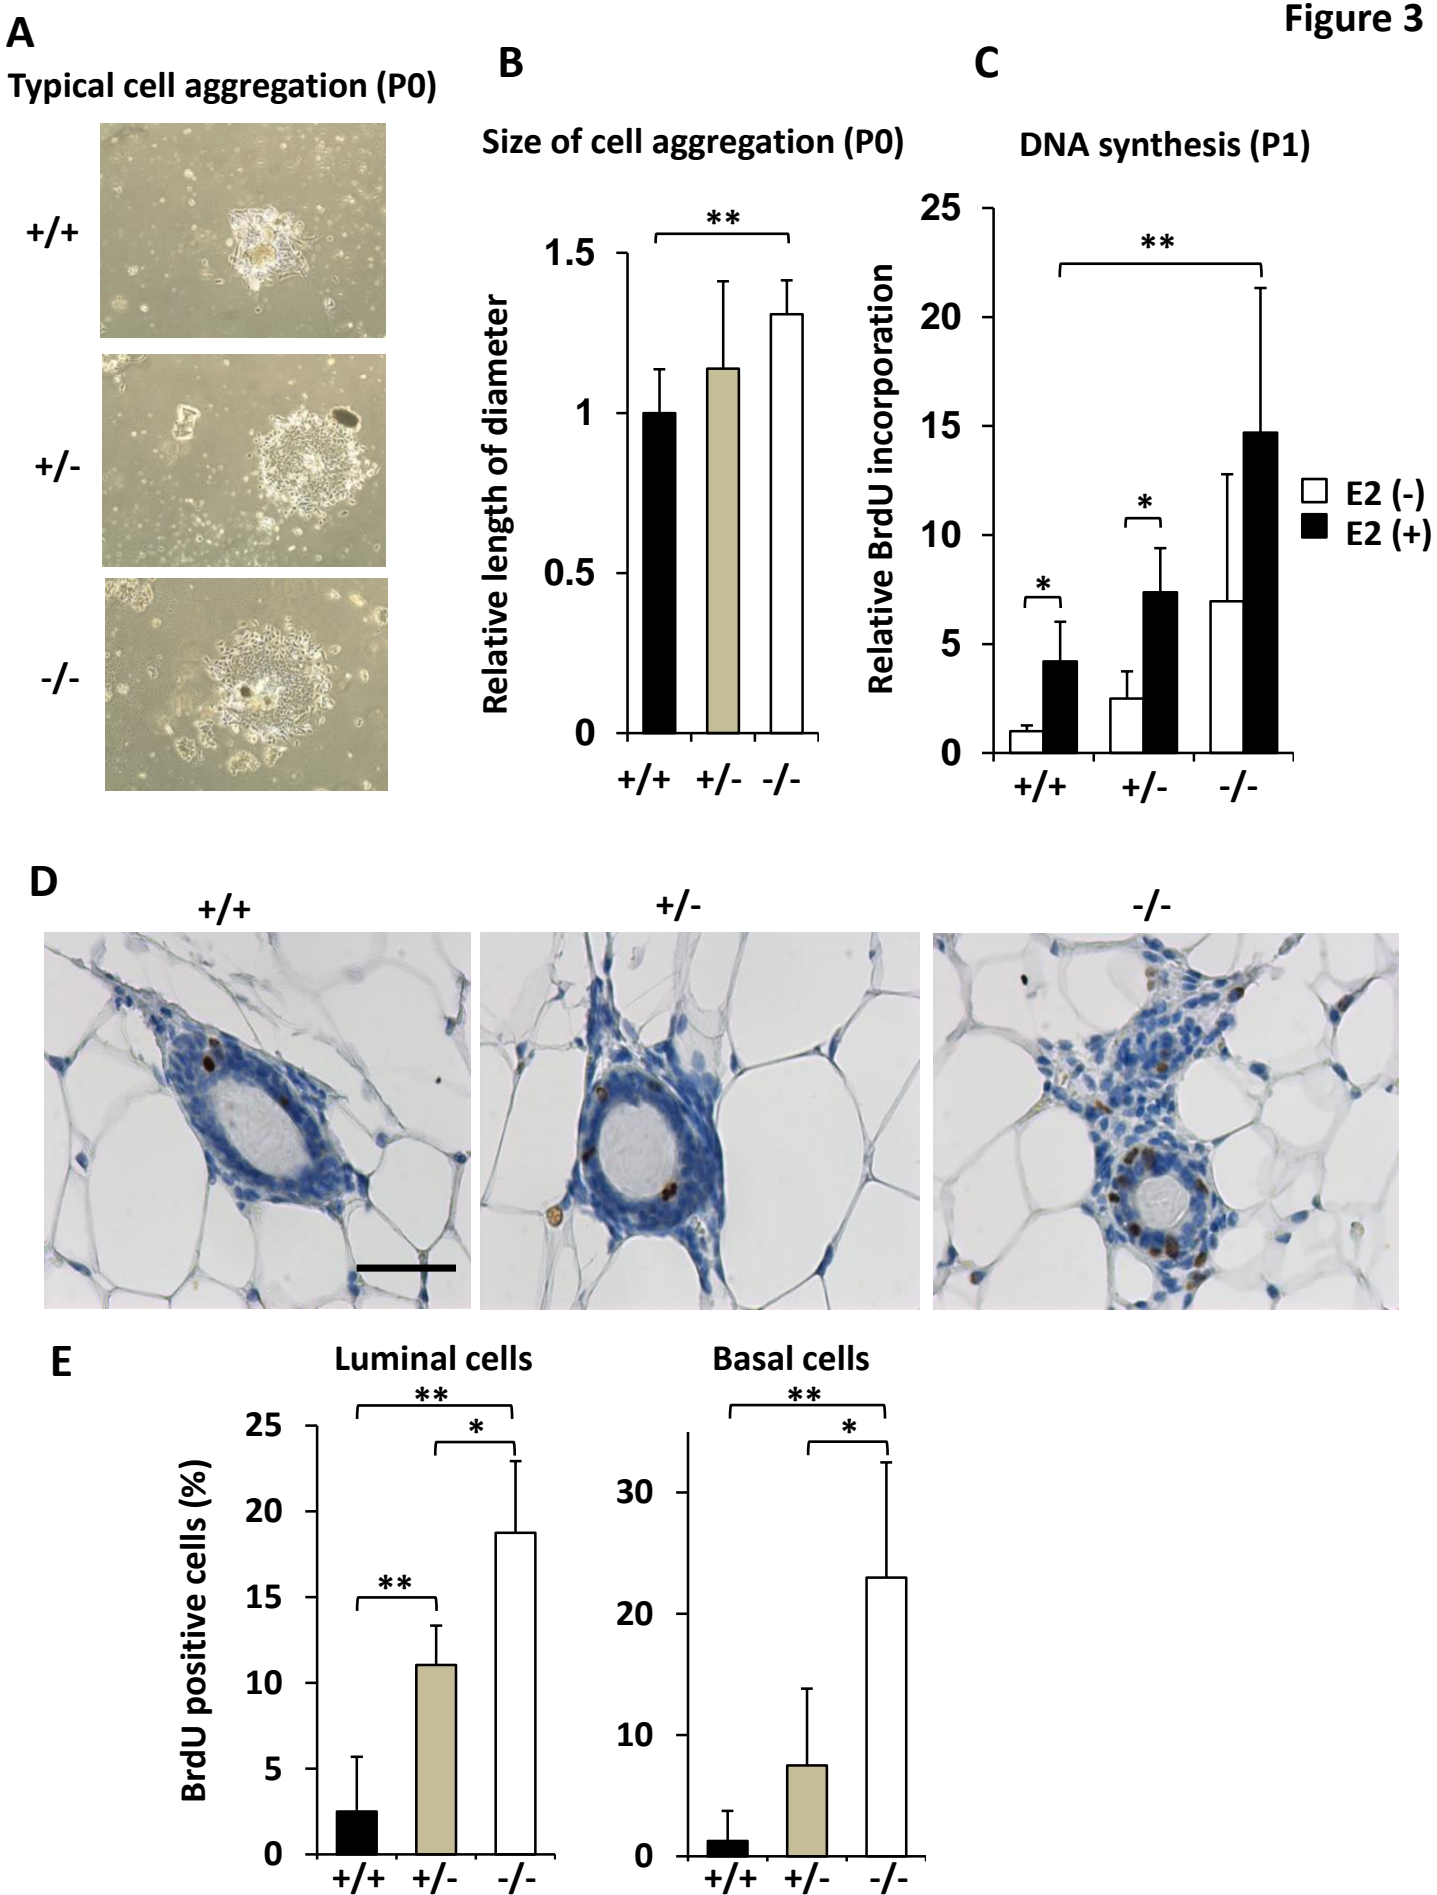 Figure 3
A
Typical cell aggregation (P0)
+/+
+/-
-/-
B
Size of cell aggregation (P0)
**
Relative length of diameter
1.5
1
0.5
0
+/+ +/- -/-
C
DNA synthesis (P1)
**
*
*
Relative BrdU incorporation
25
20
15
10
5
0
+/+ +/- -/-
E2 (-)
E2 (+)
D
+/+ +/- -/-
E
Luminal cells
**
*
**
BrdU positive cells (%)
25
20
15
10
5
0
+/+ +/- -/-
Basal cells
**
*
30
20
10
0
+/+ +/- -/-